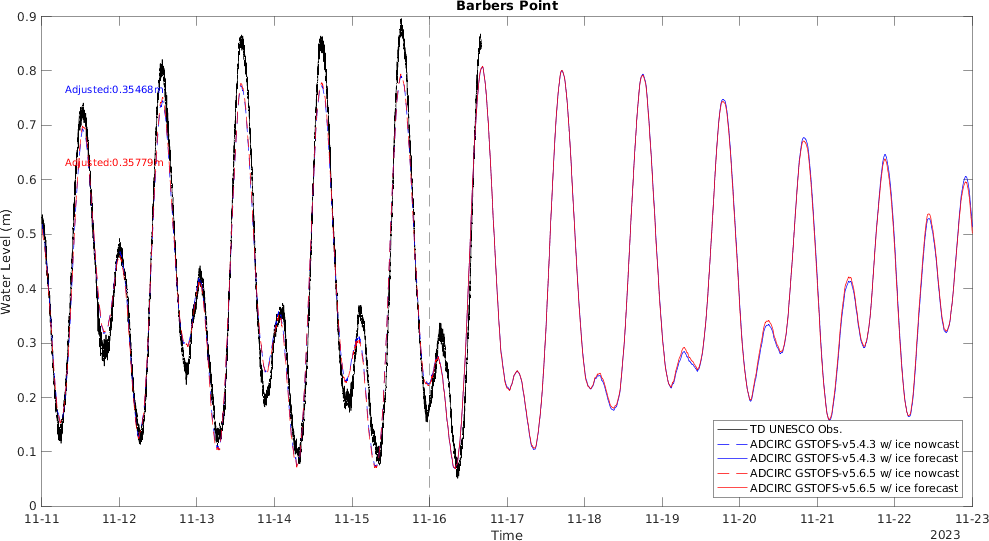 Barbers Point
0.9
0.8
0.7
0.6
0.5
0.4
0.3
0.2
0.1
0
Water Level (m)
Adjusted:0.35468m
Adjusted:0.35779m
TD UNESCO Obs.
ADCIRC GSTOFS-v5.4.3 w/ ice nowcast
ADCIRC GSTOFS-v5.4.3 w/ ice forecast
ADCIRC GSTOFS-v5.6.5 w/ ice nowcast
ADCIRC GSTOFS-v5.6.5 w/ ice forecast
11-11 11-12 11-13 11-14 11-15 11-16 11-17 11-18 11-19 11-20 11-21 11-22 11-23
Time
2023